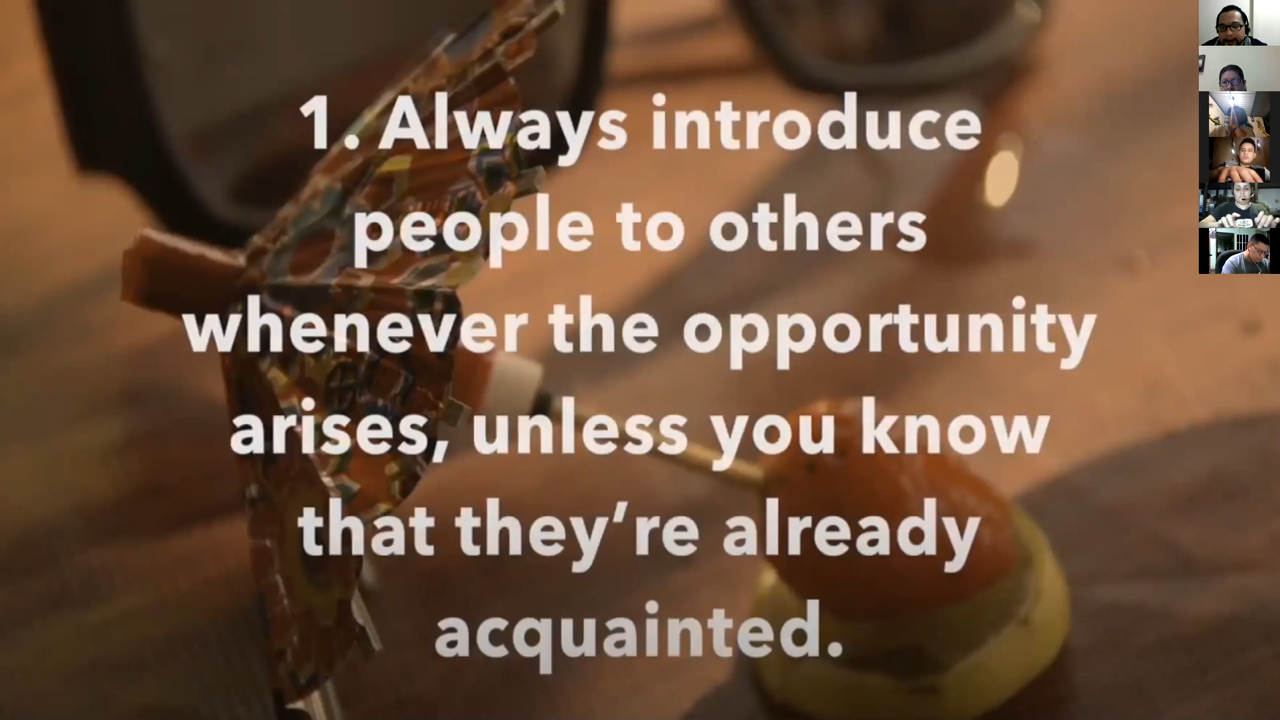 1. Always introduce
people to others
whenever the opportunity
arises, unless you know
that they’re already
acquainted.